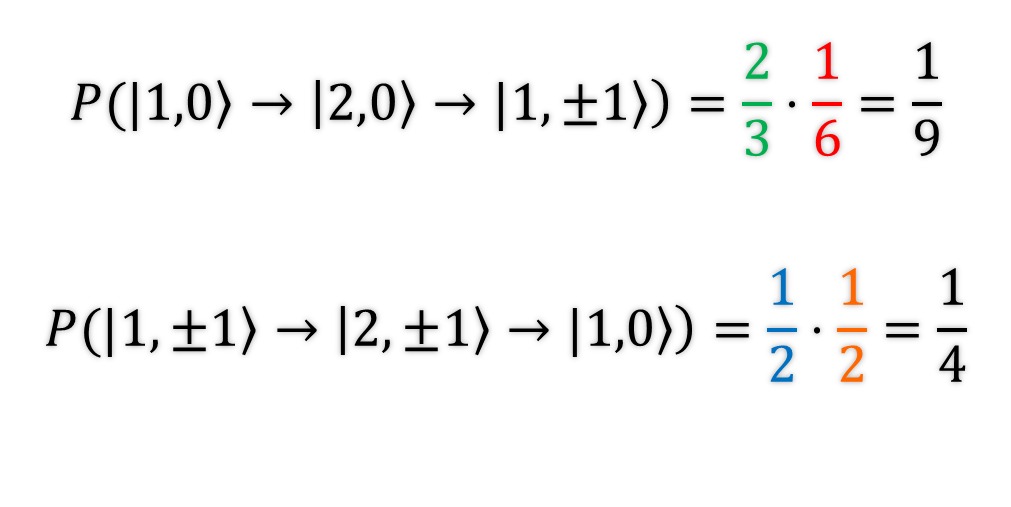 P(|1,0⟩ → |2,0⟩ → |1,±1⟩) = 2/3 · 1/6 = 1/9
P(|1,±1⟩ → |2,±1⟩ → |1,0⟩) = 1/2 · 1/2 = 1/4